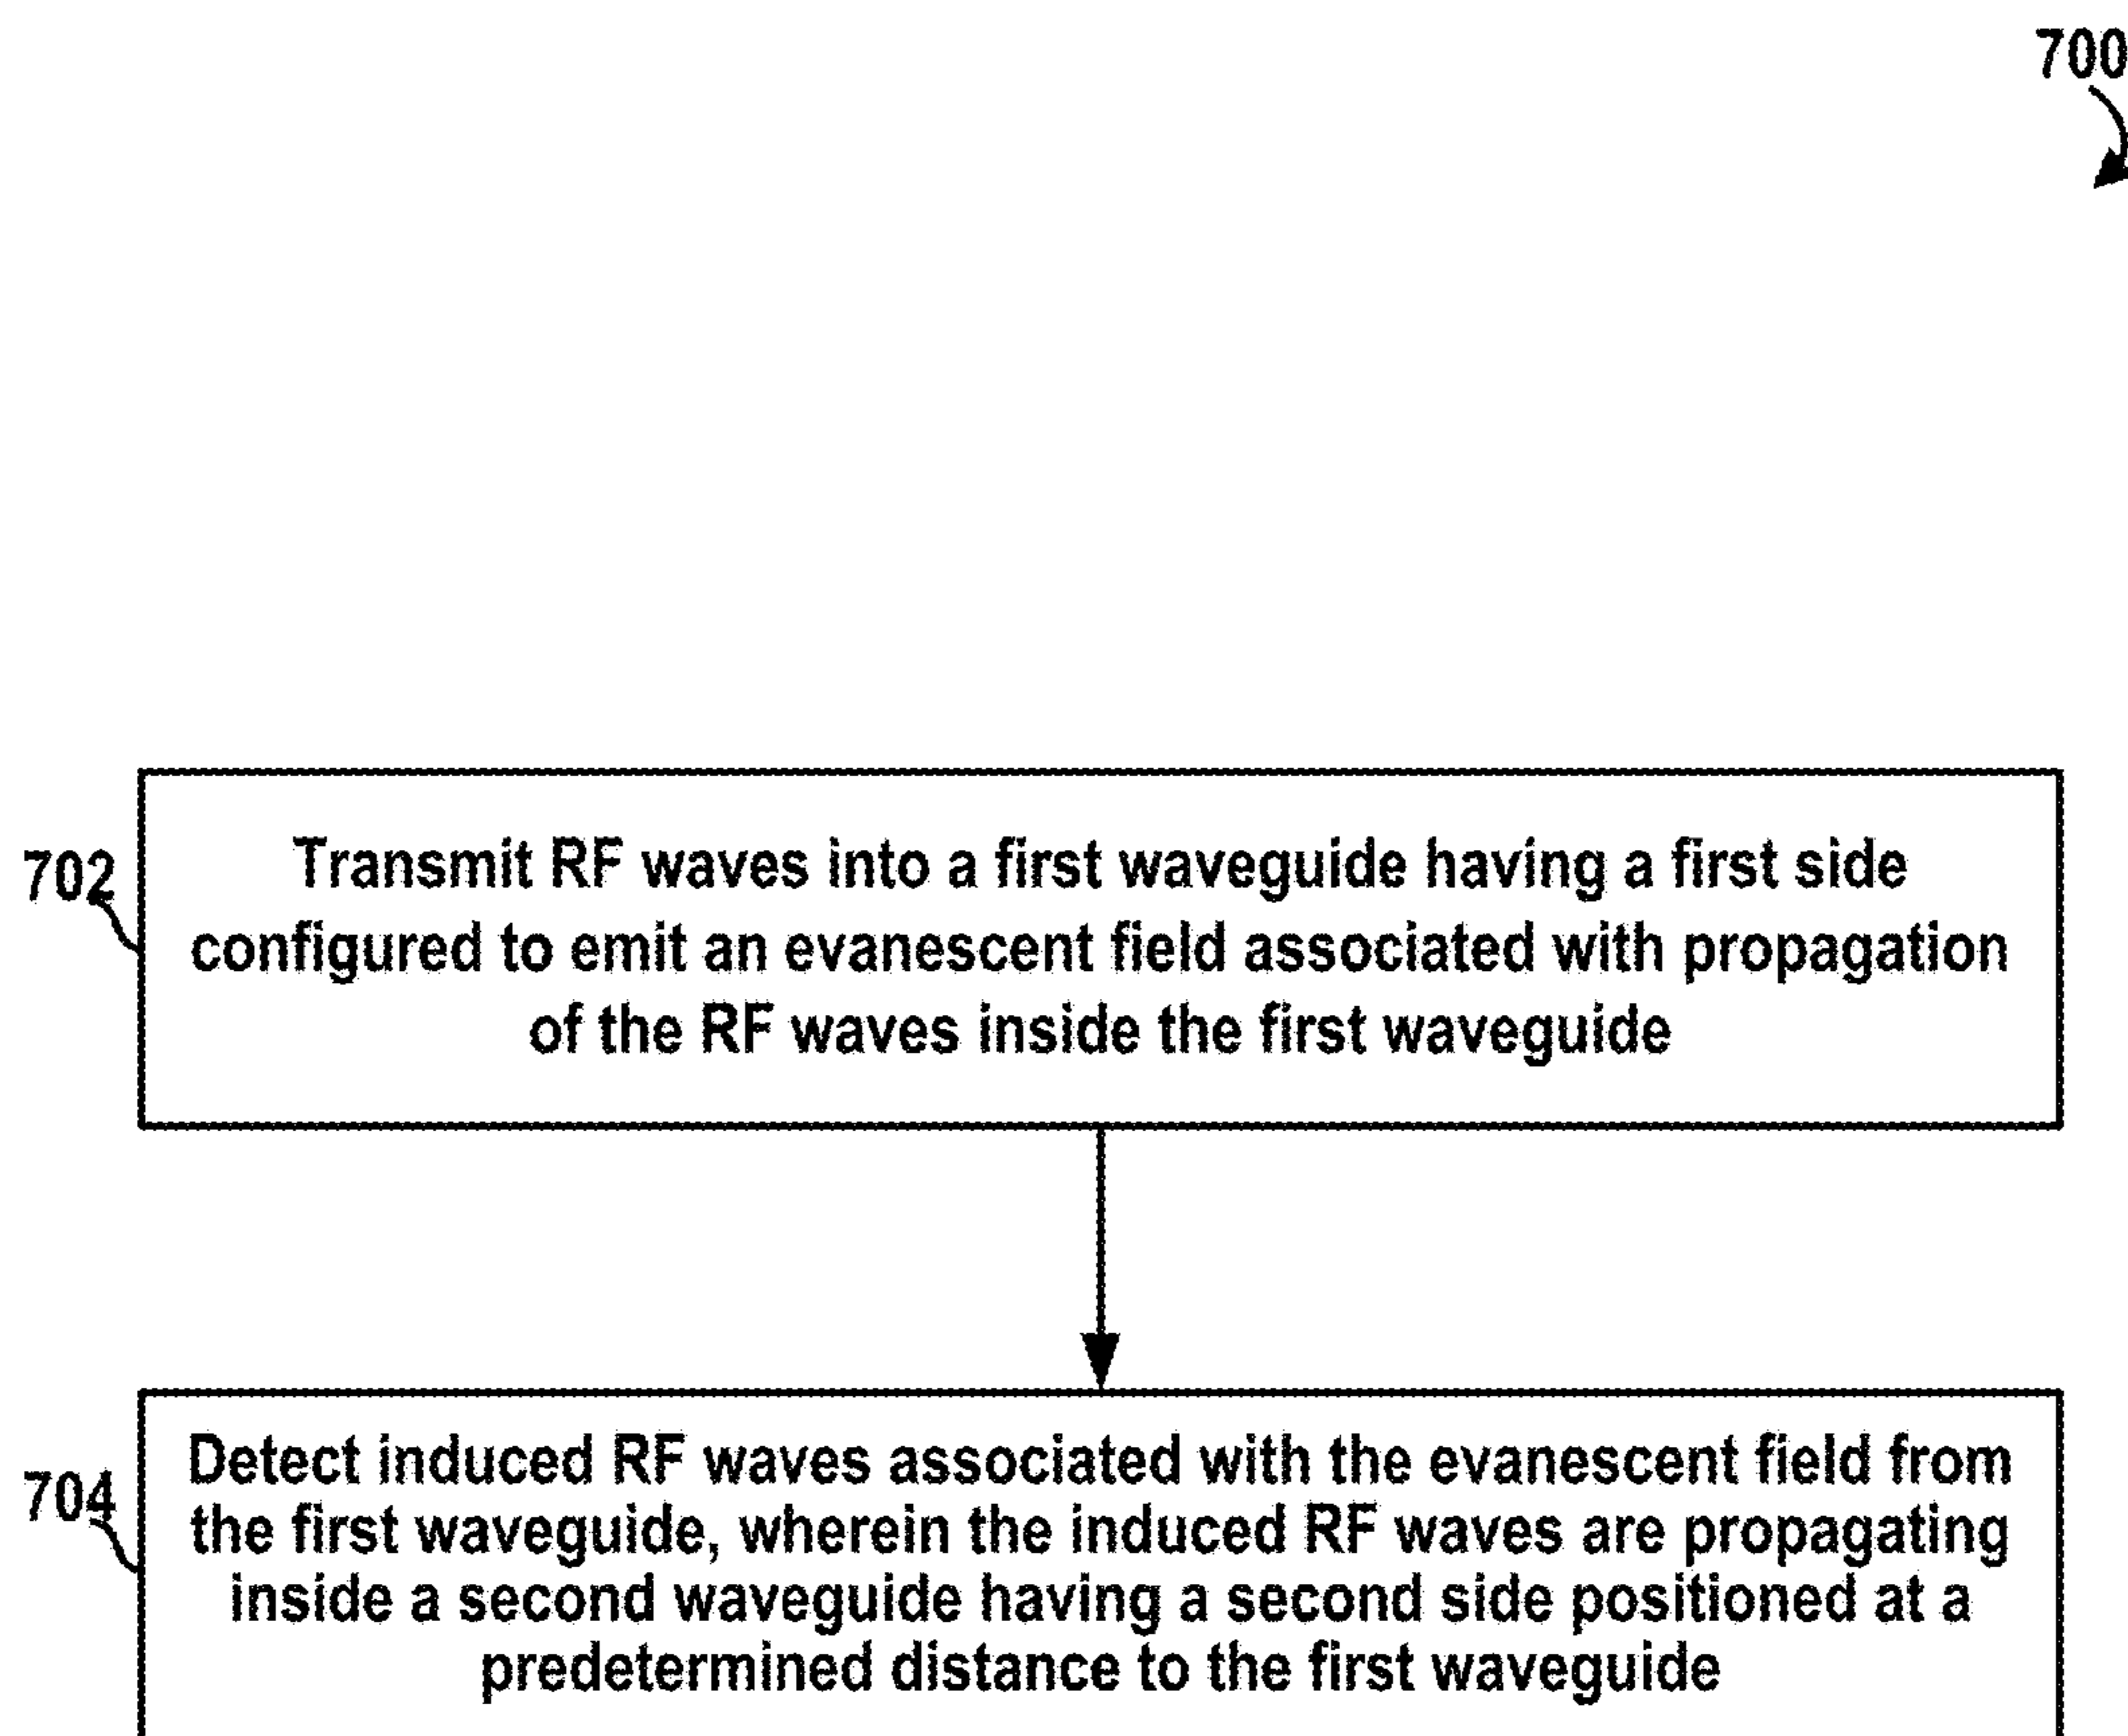 700
702
Transmit RF waves into a first waveguide having a first side
configured to emit an evanescent field associated with propagation
of the RF waves inside the first waveguide
704
Detect induced RF waves associated with the evanescent field from
the first waveguide, wherein the induced RF waves are propagating
inside a second waveguide having a second side positioned at a
predetermined distance to the first waveguide